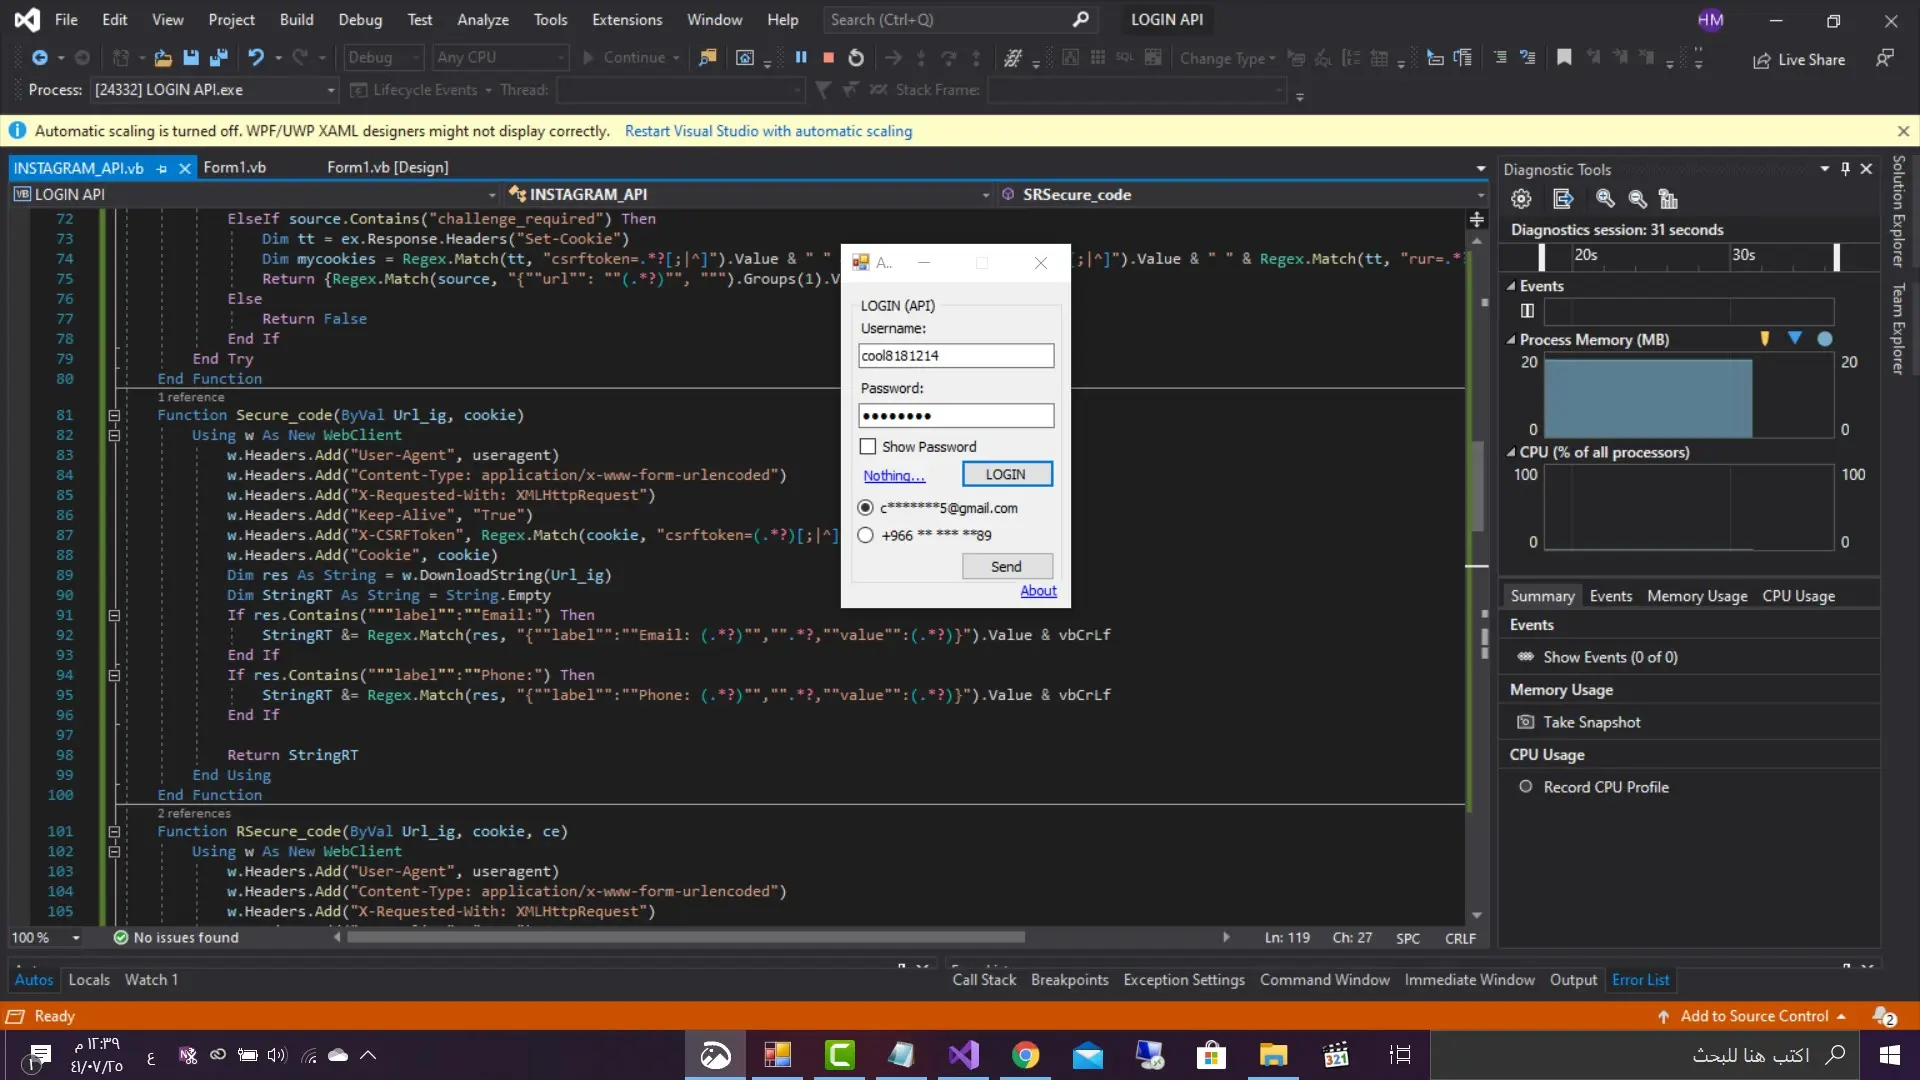 File Edit View Project Build Debug Test Analyze Tools Extensions Window Help Search (Ctrl+Q) LOGIN API HM
Debug Any CPU Continue SQL Change Type Live Share
Process: [24332] LOGIN API.exe Lifecycle Events Thread: Stack Frame:
Automatic scaling is turned off. WPF/UWP XAML designers might not display correctly. Restart Visual Studio with automatic scaling
INSTAGRAM_API.vb Form1.vb Form1.vb [Design]
VB LOGIN API INSTAGRAM_API SRSecure_code
72 ElseIf source.Contains("challenge_required") Then
73 Dim tt = ex.Response.Headers("Set-Cookie")
74 Dim mycookies = Regex.Match(tt, "csrftoken=.*?[;|^]").Value & " " [;|^]").Value & " " & Regex.Match(tt, "rur=.*
75 Return {Regex.Match(source, "{""url"": ""(.*?)"", """).Groups(1).V
76 Else
77 Return False
78 End If
79 End Try
80 End Function
1 reference
81 Function Secure_code(ByVal Url_ig, cookie)
82 Using w As New WebClient
83 w.Headers.Add("User-Agent", useragent)
84 w.Headers.Add("Content-Type: application/x-www-form-urlencoded")
85 w.Headers.Add("X-Requested-With: XMLHttpRequest")
86 w.Headers.Add("Keep-Alive", "True")
87 w.Headers.Add("X-CSRFToken", Regex.Match(cookie, "csrftoken=(.*?)[;|^]
88 w.Headers.Add("Cookie", cookie)
89 Dim res As String = w.DownloadString(Url_ig)
90 Dim StringRT As String = String.Empty
91 If res.Contains("""label"":""Email:") Then
92 StringRT &= Regex.Match(res, "{""label"":""Email: (.*?)"","".*?,""value"":(.*?)}").Value & vbCrLf
93 End If
94 If res.Contains("""label"":""Phone:") Then
95 StringRT &= Regex.Match(res, "{""label"":""Phone: (.*?)"","".*?,""value"":(.*?)}").Value & vbCrLf
96 End If
97
98 Return StringRT
99 End Using
100 End Function
2 references
101 Function RSecure_code(ByVal Url_ig, cookie, ce)
102 Using w As New WebClient
103 w.Headers.Add("User-Agent", useragent)
104 w.Headers.Add("Content-Type: application/x-www-form-urlencoded")
105 w.Headers.Add("X-Requested-With: XMLHttpRequest")
100 % No issues found Ln: 119 Ch: 27 SPC CRLF
A..
LOGIN (API)
Username:
cool8181214
Password:
●●●●●●●●
Show Password
Nothing... LOGIN
c*******5@gmail.com
+966 ** *** **89
Send
About
Diagnostic Tools
Diagnostics session: 31 seconds
20s 30s
Events
Process Memory (MB)
20 20
0 0
CPU (% of all processors)
100 100
0 0
Summary Events Memory Usage CPU Usage
Events
Show Events (0 of 0)
Memory Usage
Take Snapshot
CPU Usage
Record CPU Profile
Solution Explorer
Team Explorer
Autos Locals Watch 1 Call Stack Breakpoints Exception Settings Command Window Immediate Window Output Error List
Ready Add to Source Control 2
1 ١٢:٣٩ م
٤١/٠٧/٢٥
ع
321
اكتب هنا للبحث